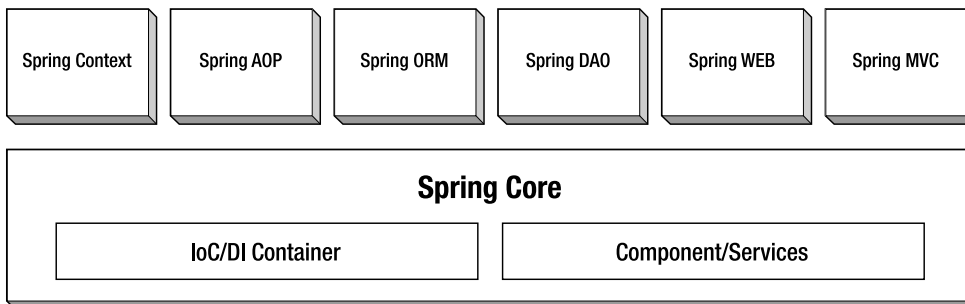 Spring Context
Spring AOP
Spring ORM
Spring DAO
Spring WEB
Spring MVC
Spring Core
IoC/DI Container
Component/Services